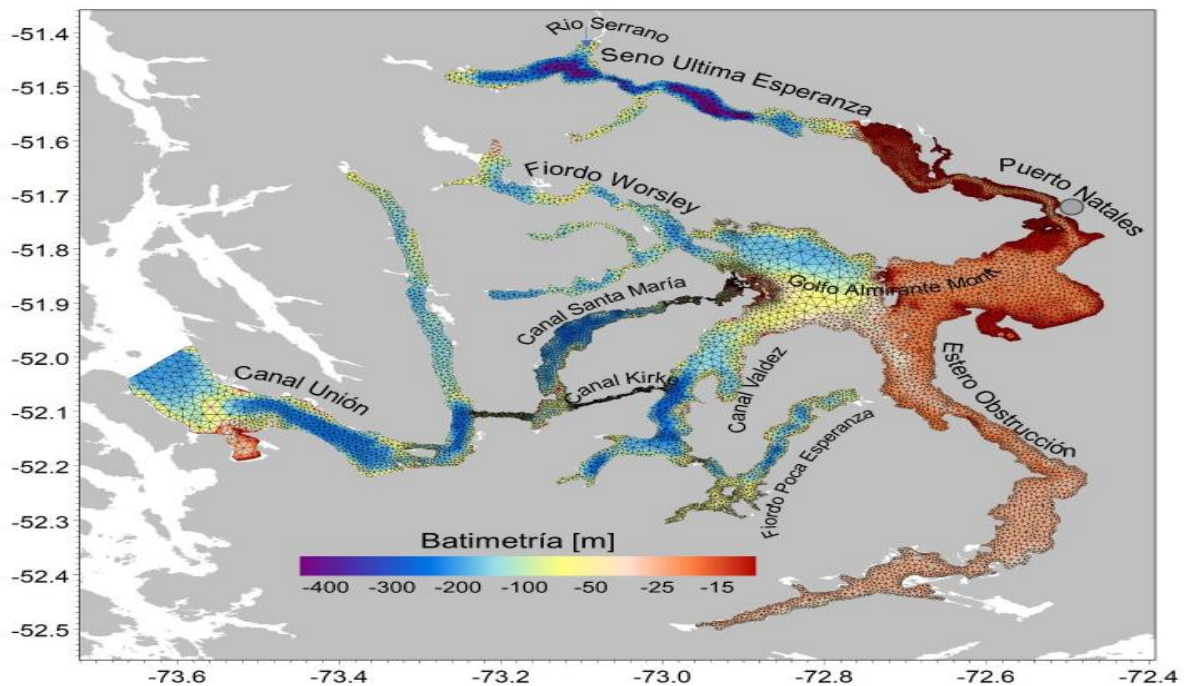 -51.4
-51.5
-51.6
-51.7
-51.8
-51.9
-52.0
-52.1
-52.2
-52.3
-52.4
-52.5
Rio Serrano
Seno Ultima Esperanza
Puerto Natales
Fiordo Worsley
Golfo Almirante Mont
Canal Santa María
Canal Kirke
Canal Valdez
Estero Obstrucción
Canal Unión
Fiordo Poca Esperanza
Batimetría [m]
-400 -300 -200 -100 -50 -25 -15
-73.6 -73.4 -73.2 -73.0 -72.8 -72.6 -72.4